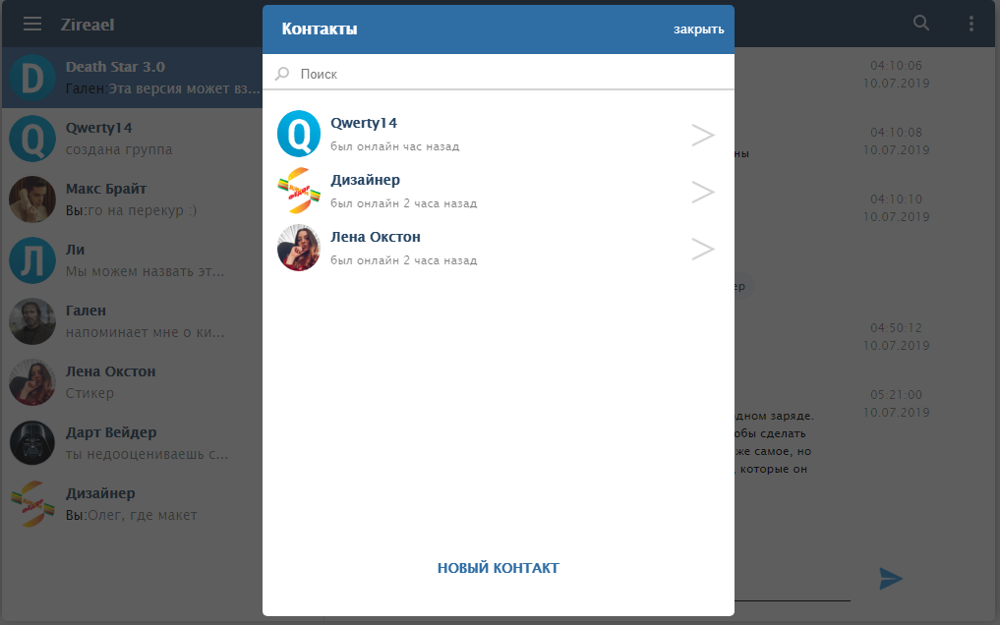 Zireael
Death Star 3.0
Гален:Эта версия может вз...
Qwerty14
создана группа
Макс Брайт
Вы:го на перекур :)
Ли
Мы можем назвать эт...
Гален
напоминает мне о ки...
Лена Окстон
Стикер
Дарт Вейдер
ты недооцениваешь с...
Дизайнер
Вы:Олег, где макет
Контакты
закрыть
Поиск
Qwerty14
был онлайн час назад
Дизайнер
был онлайн 2 часа назад
Лена Окстон
был онлайн 2 часа назад
НОВЫЙ КОНТАКТ
04:10:06
10.07.2019
04:10:08
10.07.2019
ны
04:10:10
10.07.2019
ер
04:50:12
10.07.2019
05:21:00
10.07.2019
дном заряде.
обы сделать
же самое, но
, которые он